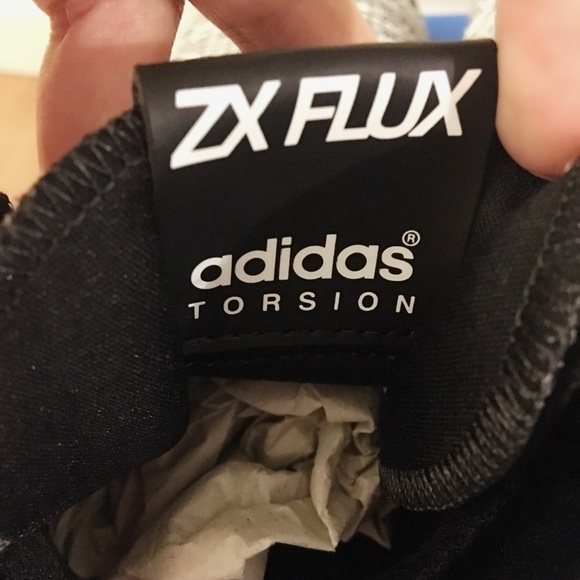 ZX FLUX
adidas®
TORSION